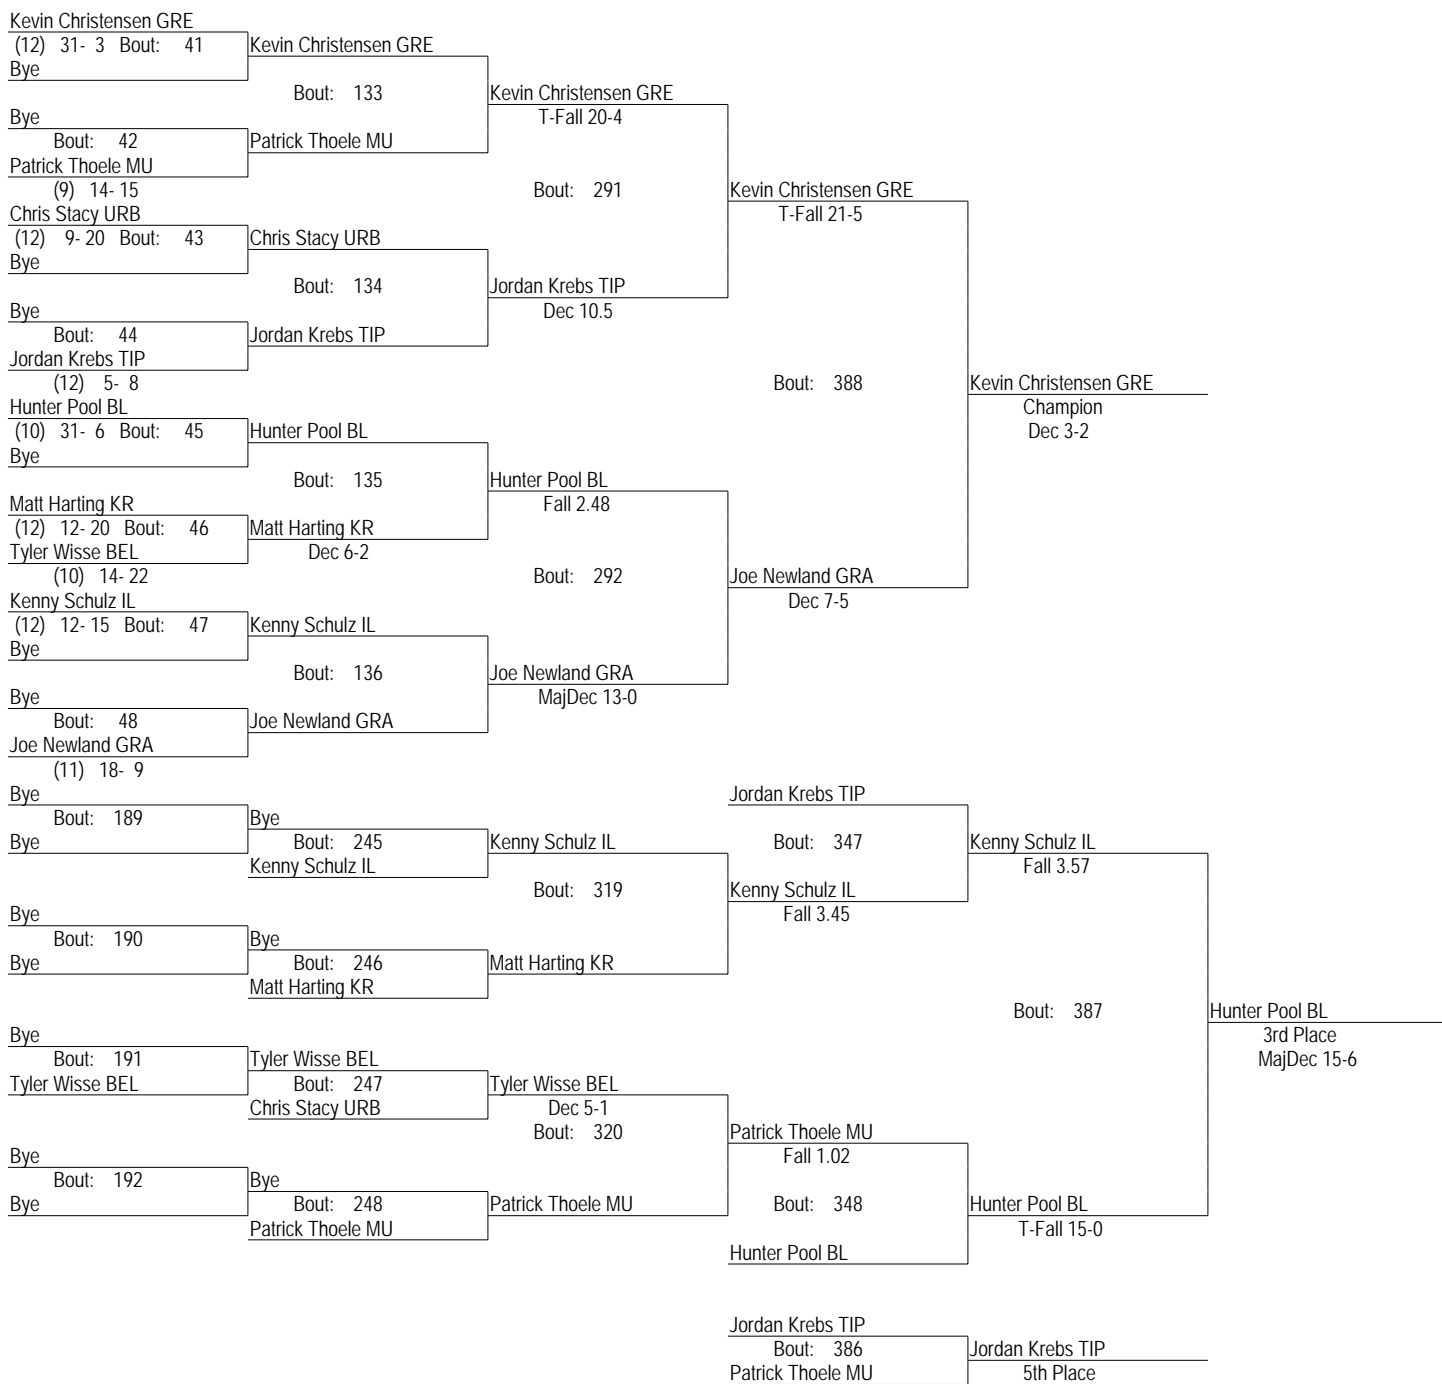 Kevin Christensen GRE
(12) 31- 3 Bout: 41
Bye
Kevin Christensen GRE
Bout: 133
Bye
Bout: 42
Patrick Thoele MU
(9) 14- 15
Patrick Thoele MU
Kevin Christensen GRE
T-Fall 20-4
Bout: 291
Chris Stacy URB
(12) 9- 20 Bout: 43
Bye
Chris Stacy URB
Bout: 134
Bye
Bout: 44
Jordan Krebs TIP
(12) 5- 8
Jordan Krebs TIP
Jordan Krebs TIP
Dec 10.5
Kevin Christensen GRE
T-Fall 21-5
Bout: 388
Kevin Christensen GRE
Champion
Dec 3-2
Hunter Pool BL
(10) 31- 6 Bout: 45
Bye
Hunter Pool BL
Bout: 135
Matt Harting KR
(12) 12- 20 Bout: 46
Tyler Wisse BEL
(10) 14- 22
Matt Harting KR
Dec 6-2
Hunter Pool BL
Fall 2.48
Bout: 292
Kenny Schulz IL
(12) 12- 15 Bout: 47
Bye
Kenny Schulz IL
Bout: 136
Bye
Bout: 48
Joe Newland GRA
(11) 18- 9
Joe Newland GRA
Joe Newland GRA
MajDec 13-0
Joe Newland GRA
Dec 7-5
Bye
Bout: 189
Bye
Bye
Bout: 245
Kenny Schulz IL
Kenny Schulz IL
Bout: 319
Bye
Bout: 190
Bye
Bye
Bout: 246
Matt Harting KR
Matt Harting KR
Jordan Krebs TIP
Bout: 347
Kenny Schulz IL
Fall 3.45
Kenny Schulz IL
Fall 3.57
Bout: 387
Hunter Pool BL
3rd Place
MajDec 15-6
Bye
Bout: 191
Tyler Wisse BEL
Tyler Wisse BEL
Bout: 247
Chris Stacy URB
Tyler Wisse BEL
Dec 5-1
Bout: 320
Bye
Bout: 192
Bye
Bye
Bout: 248
Patrick Thoele MU
Patrick Thoele MU
Patrick Thoele MU
Fall 1.02
Bout: 348
Hunter Pool BL
Hunter Pool BL
T-Fall 15-0
Jordan Krebs TIP
Bout: 386
Patrick Thoele MU
Jordan Krebs TIP
5th Place